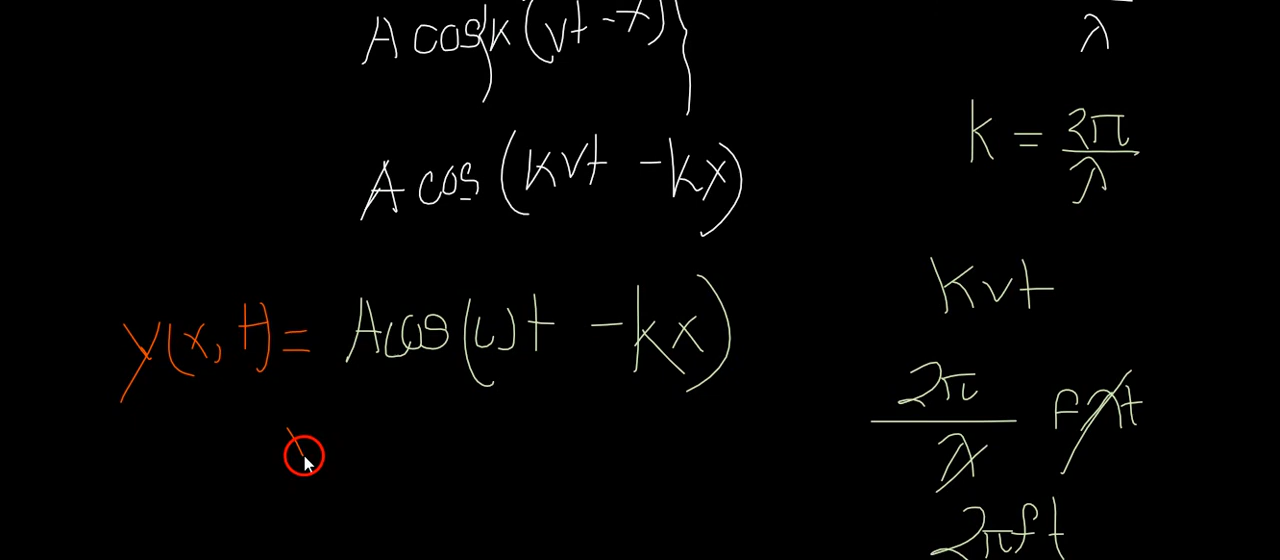 A cos{k(vt - x)}
λ
k = 2π/λ
A cos (kvt - kx)
kvt
y(x, t) = A cos(ωt - kx)
2π/λ fλt
2πft